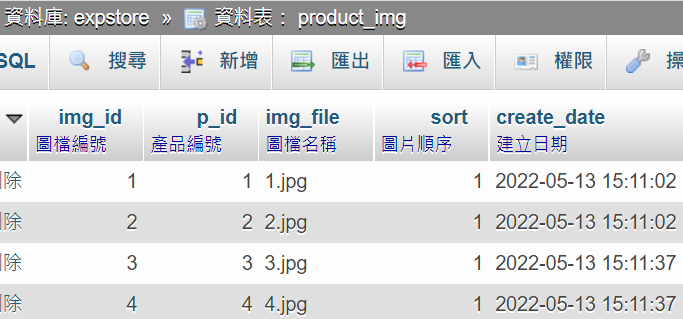 資料庫: expstore » 資料表： product_img
SQL 搜尋 新增 匯出 匯入 權限
img_id p_id img_file sort create_date
圖檔編號 產品編號 圖檔名稱 圖片順序 建立日期
刪除 1 1 1.jpg 1 2022-05-13 15:11:02
刪除 2 2 2.jpg 1 2022-05-13 15:11:02
刪除 3 3 3.jpg 1 2022-05-13 15:11:37
刪除 4 4 4.jpg 1 2022-05-13 15:11:37